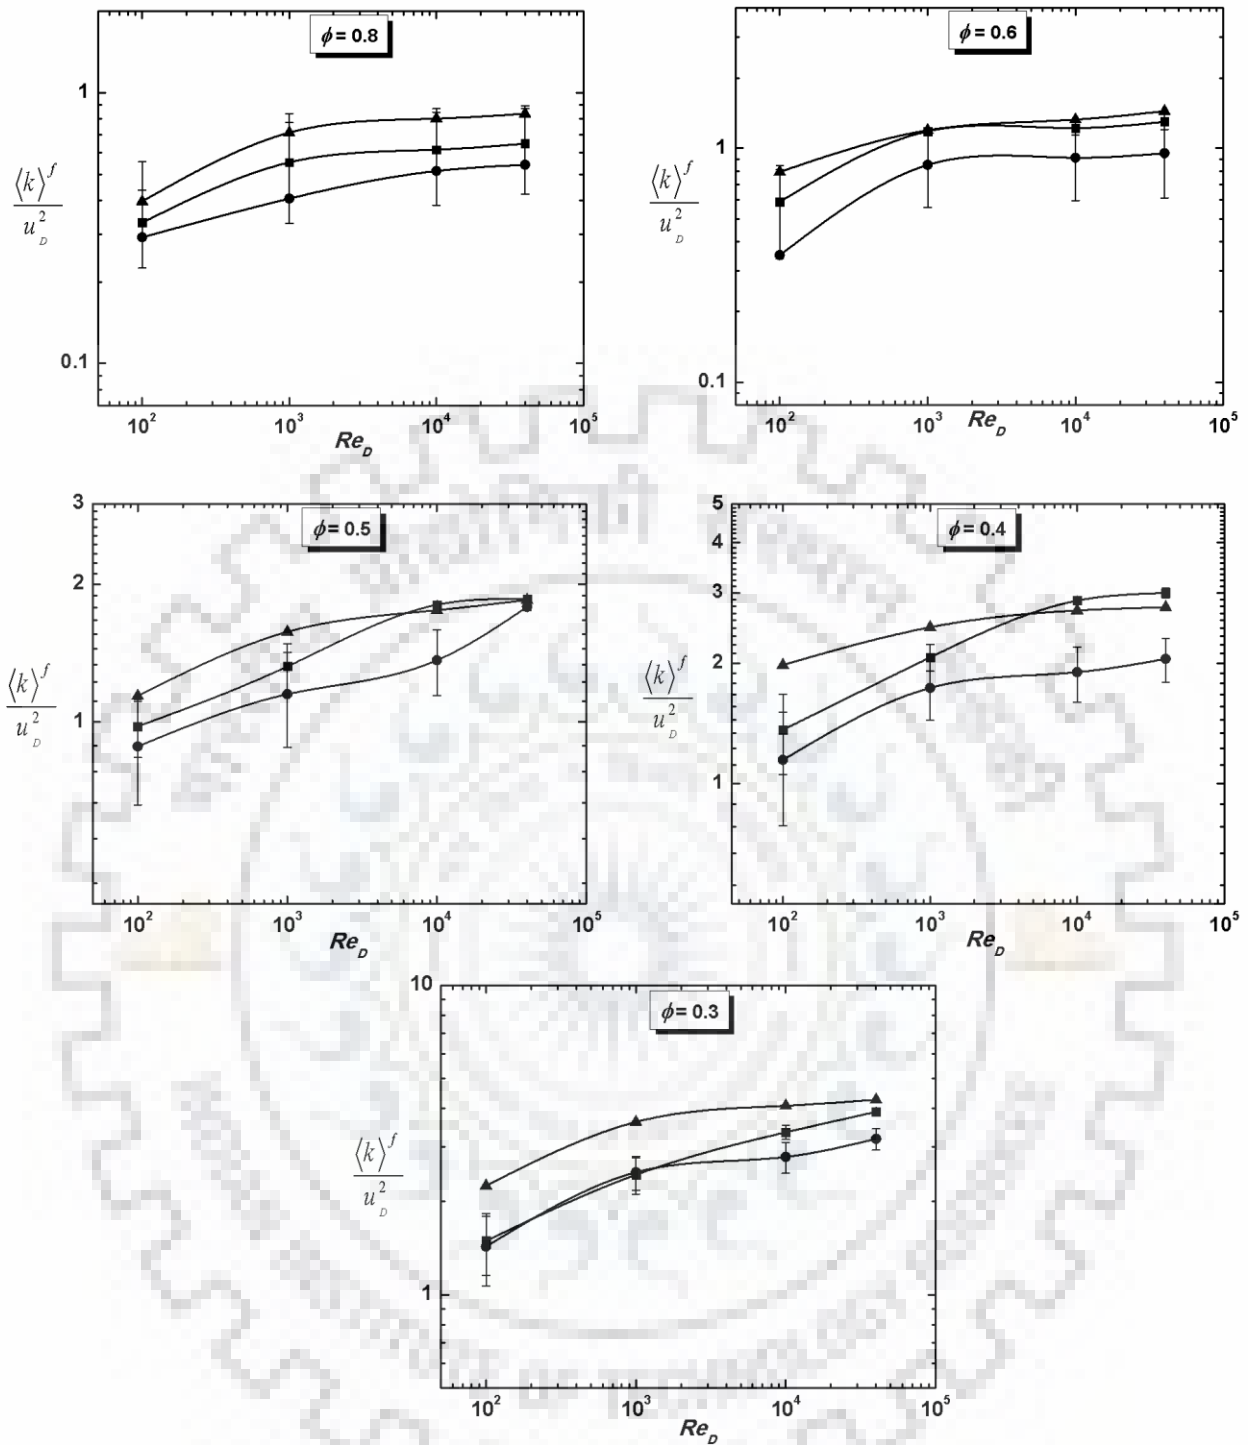 ϕ = 0.8
1
0.1
⟨k⟩^f / u_D^2
10^2 10^3 10^4 10^5
Re_D
ϕ = 0.6
1
0.1
⟨k⟩^f / u_D^2
10^2 10^3 10^4 10^5
Re_D
ϕ = 0.5
3
2
1
⟨k⟩^f / u_D^2
10^2 10^3 10^4 10^5
Re_D
ϕ = 0.4
5
4
3
2
1
⟨k⟩^f / u_D^2
10^2 10^3 10^4 10^5
Re_D
ϕ = 0.3
10
1
⟨k⟩^f / u_D^2
10^2 10^3 10^4 10^5
Re_D